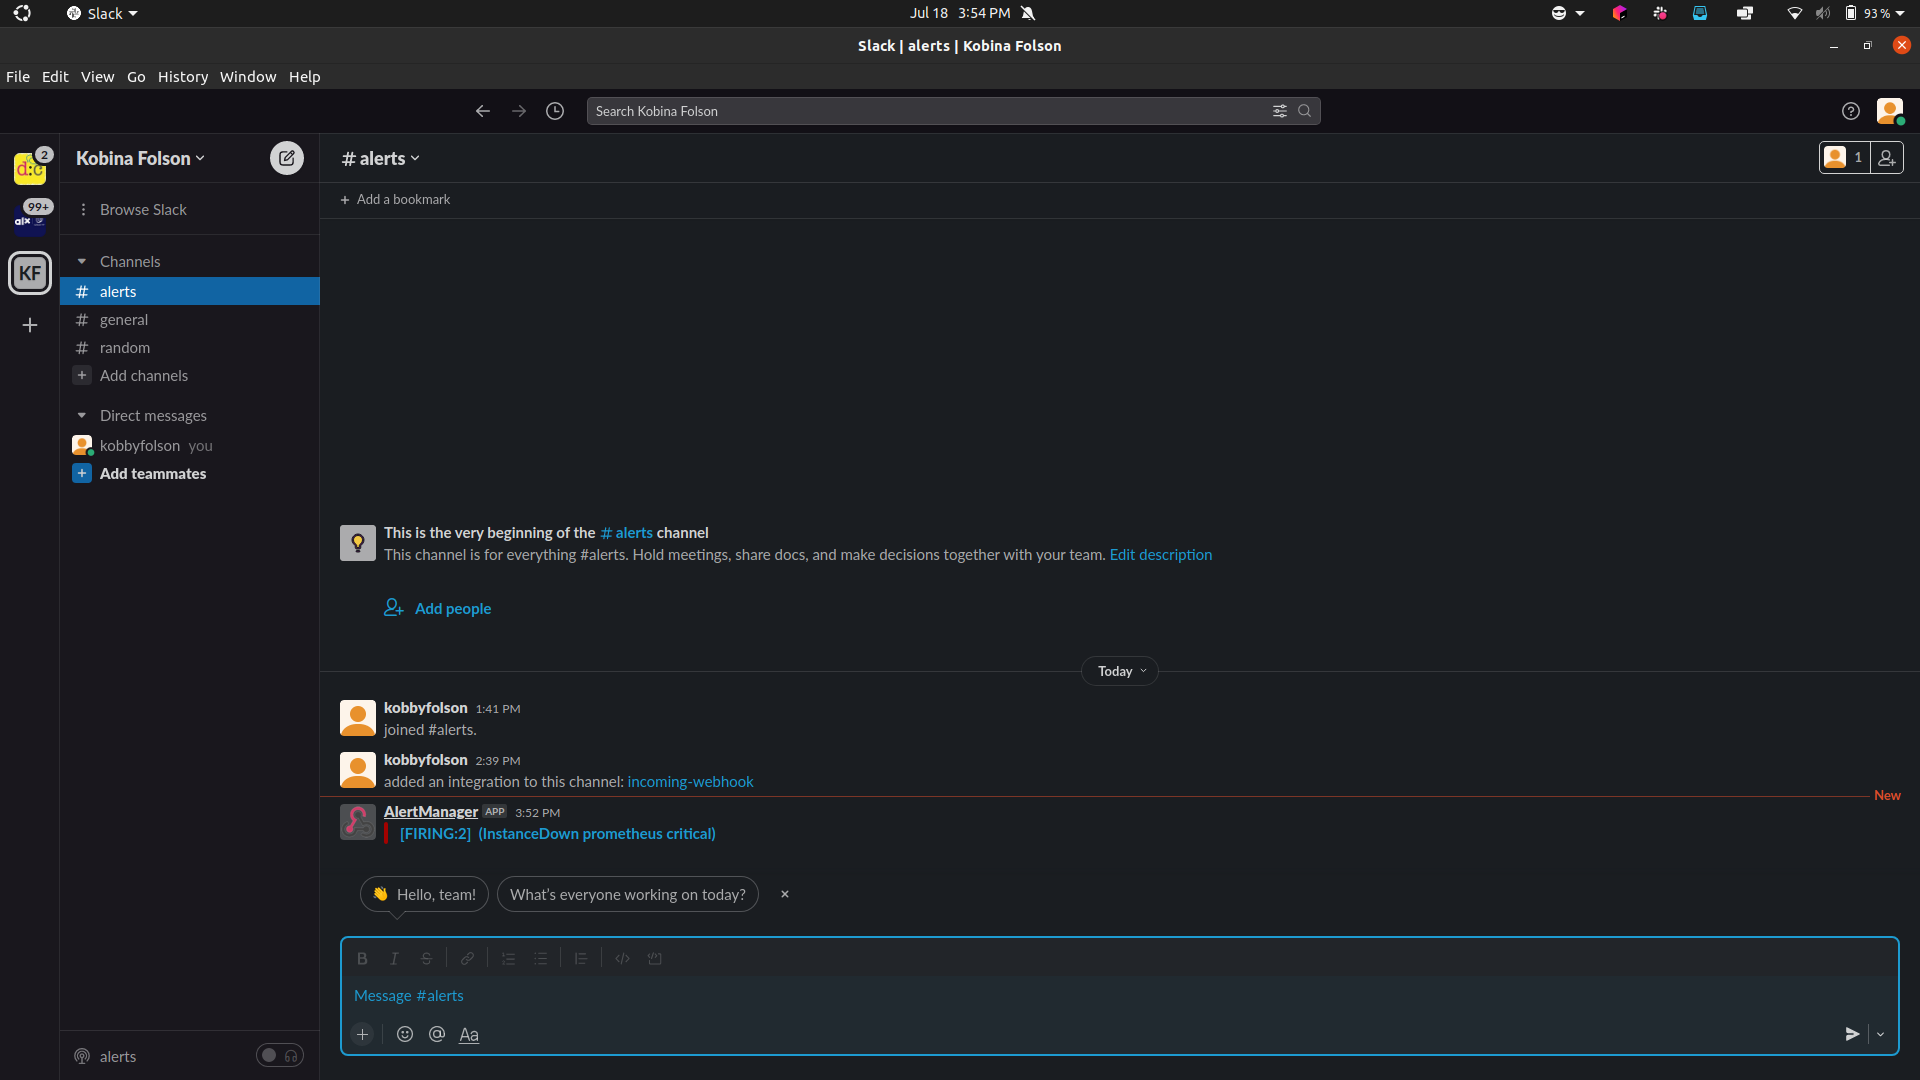 Slack
Jul 18 3:54 PM
93 %
Slack | alerts | Kobina Folson
File Edit View Go History Window Help
Search Kobina Folson
2
d:c
99+
alx
KF
Kobina Folson
Browse Slack
Channels
# alerts
# general
# random
+ Add channels
Direct messages
kobbyfolson you
+ Add teammates
alerts
# alerts
1
+ Add a bookmark
This is the very beginning of the # alerts channel
This channel is for everything #alerts. Hold meetings, share docs, and make decisions together with your team. Edit description
Add people
Today
kobbyfolson 1:41 PM
joined #alerts.
kobbyfolson 2:39 PM
added an integration to this channel: incoming-webhook
New
AlertManager APP 3:52 PM
[FIRING:2] (InstanceDown prometheus critical)
👋 Hello, team!
What's everyone working on today?
B I S
Message #alerts
@ Aa